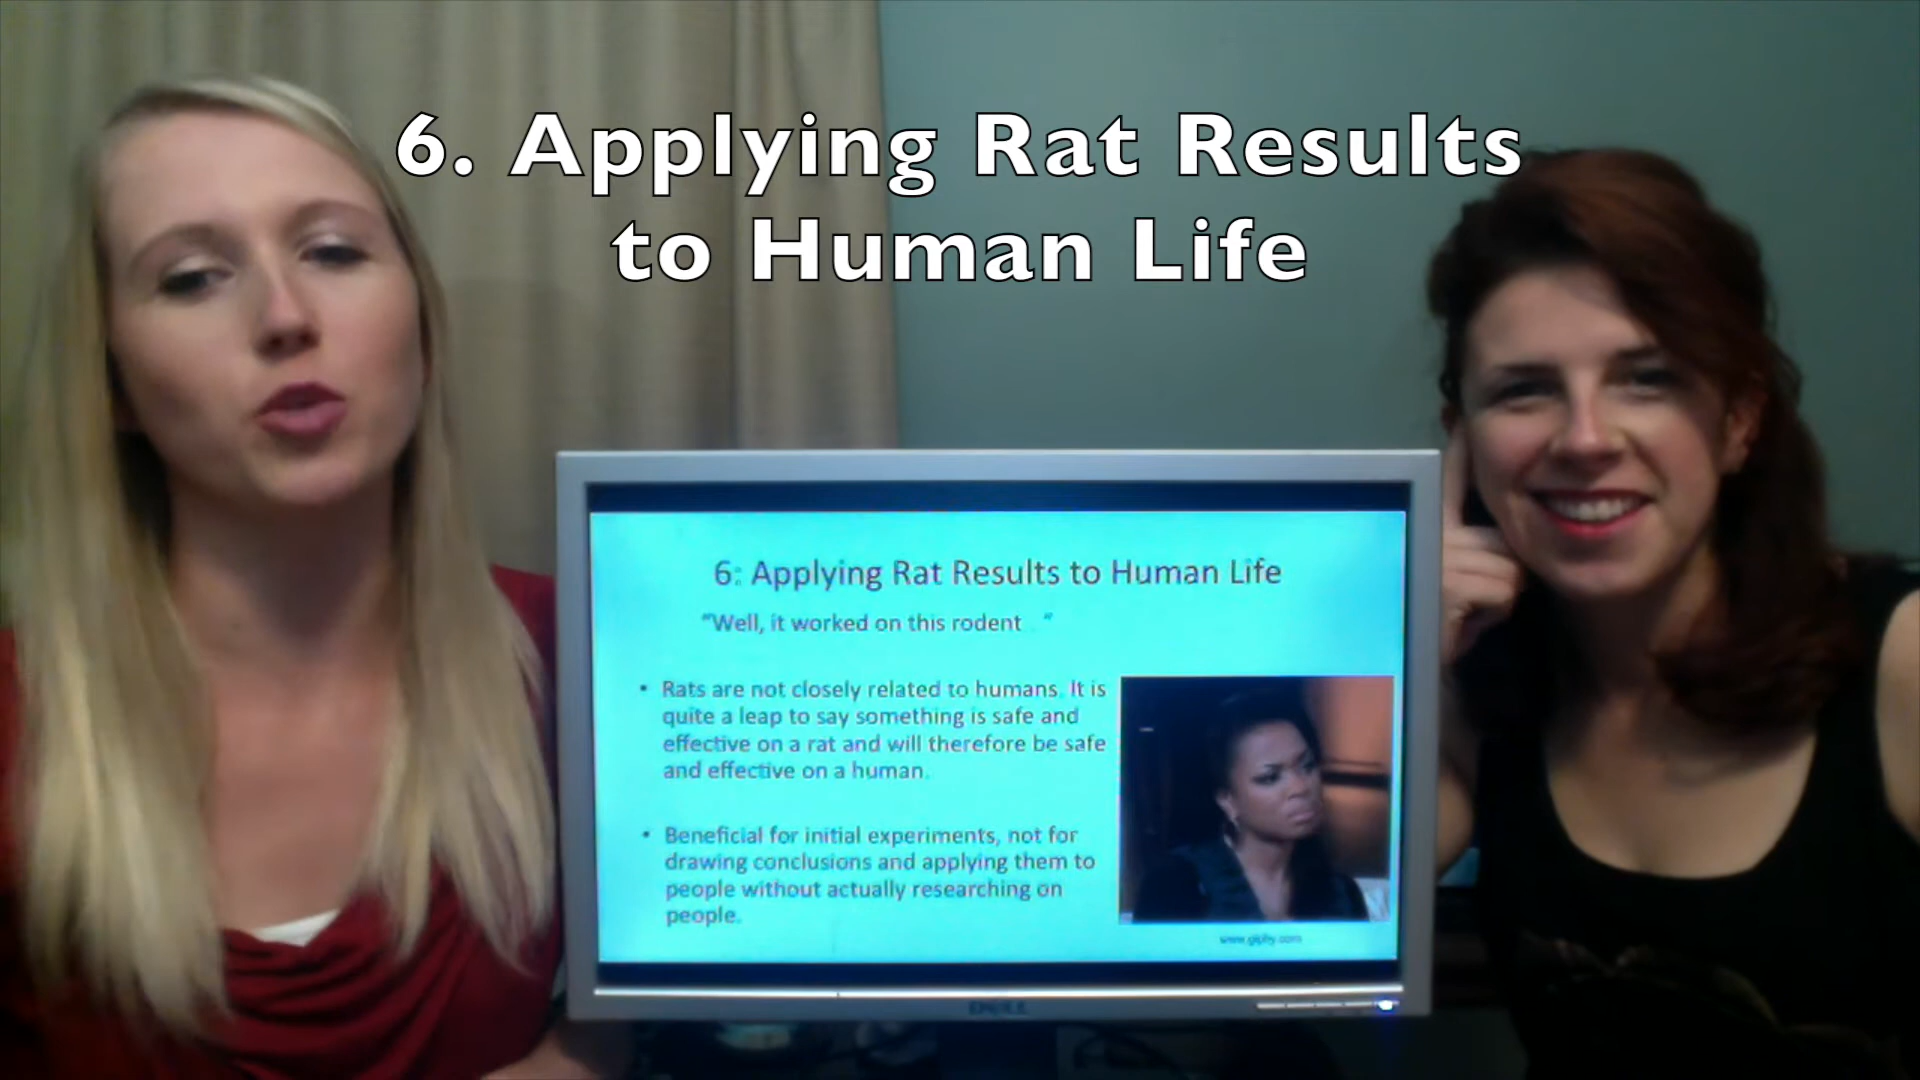 6. Applying Rat Results
to Human Life
6: Applying Rat Results to Human Life
"Well, it worked on this rodent  "
• Rats are not closely related to humans. It is
quite a leap to say something is safe and
effective on a rat and will therefore be safe
and effective on a human.
• Beneficial for initial experiments, not for
drawing conclusions and applying them to
people without actually researching on
people.
www.giphy.com
DELL